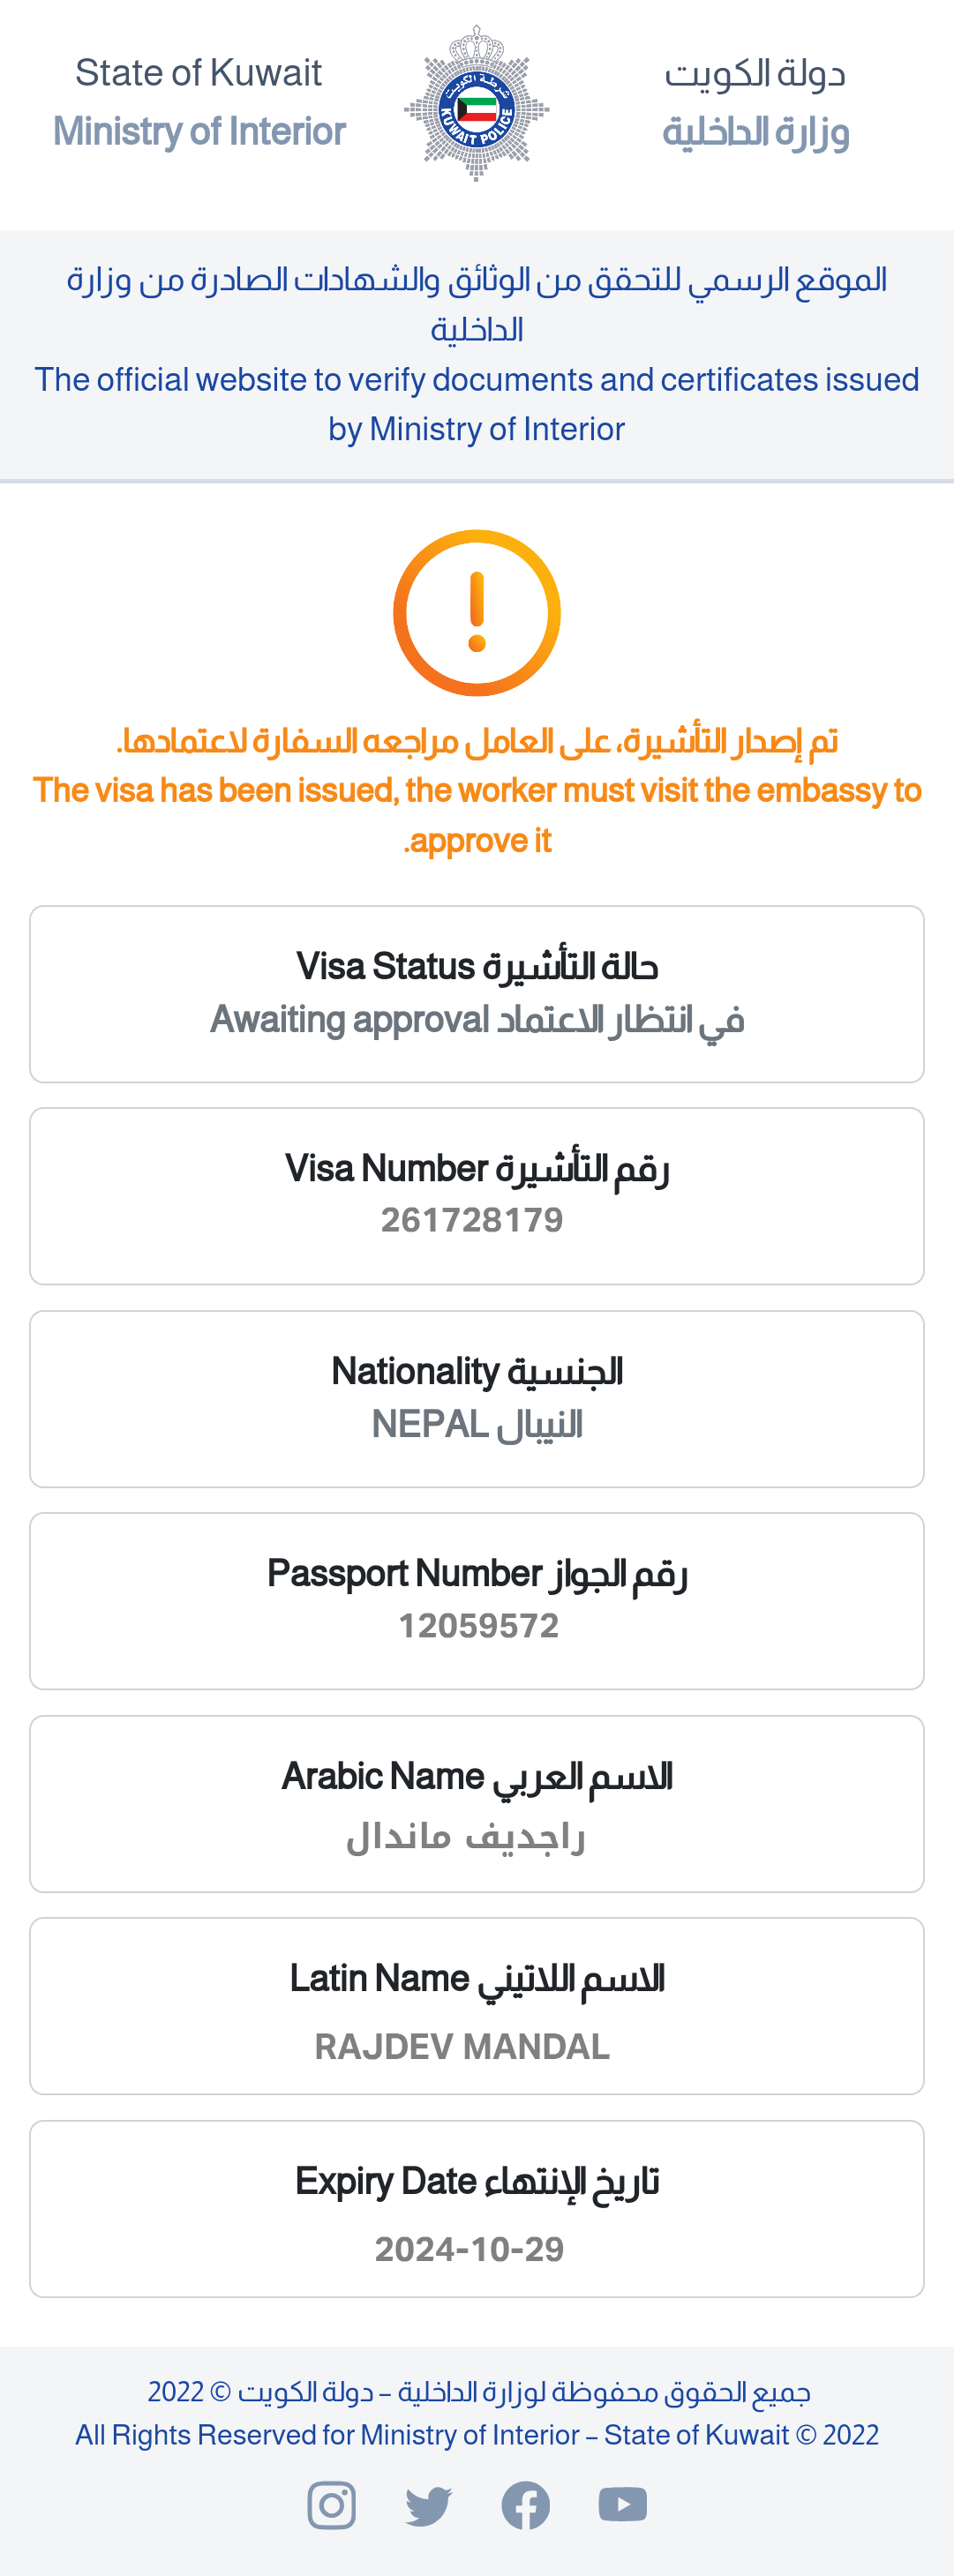 State of Kuwait
Ministry of Interior
شرطة الكويت
KUWAIT POLICE
دولة الكويت
وزارة الداخلية
الموقع الرسمي للتحقق من الوثائق والشهادات الصادرة من وزارة
الداخلية
The official website to verify documents and certificates issued
by Ministry of Interior
تم إصدار التأشيرة، على العامل مراجعه السفارة لاعتمادها.
The visa has been issued, the worker must visit the embassy to
.approve it
Visa Status حالة التأشيرة
Awaiting approval في انتظار الاعتماد
Visa Number رقم التأشيرة
261728179
Nationality الجنسية
NEPAL النيبال
Passport Number رقم الجواز
12059572
Arabic Name الاسم العربي
راجديف ماندال
Latin Name الاسم اللاتيني
RAJDEV MANDAL
Expiry Date تاريخ الإنتهاء
2024-10-29
جميع الحقوق محفوظة لوزارة الداخلية – دولة الكويت © 2022
All Rights Reserved for Ministry of Interior – State of Kuwait © 2022